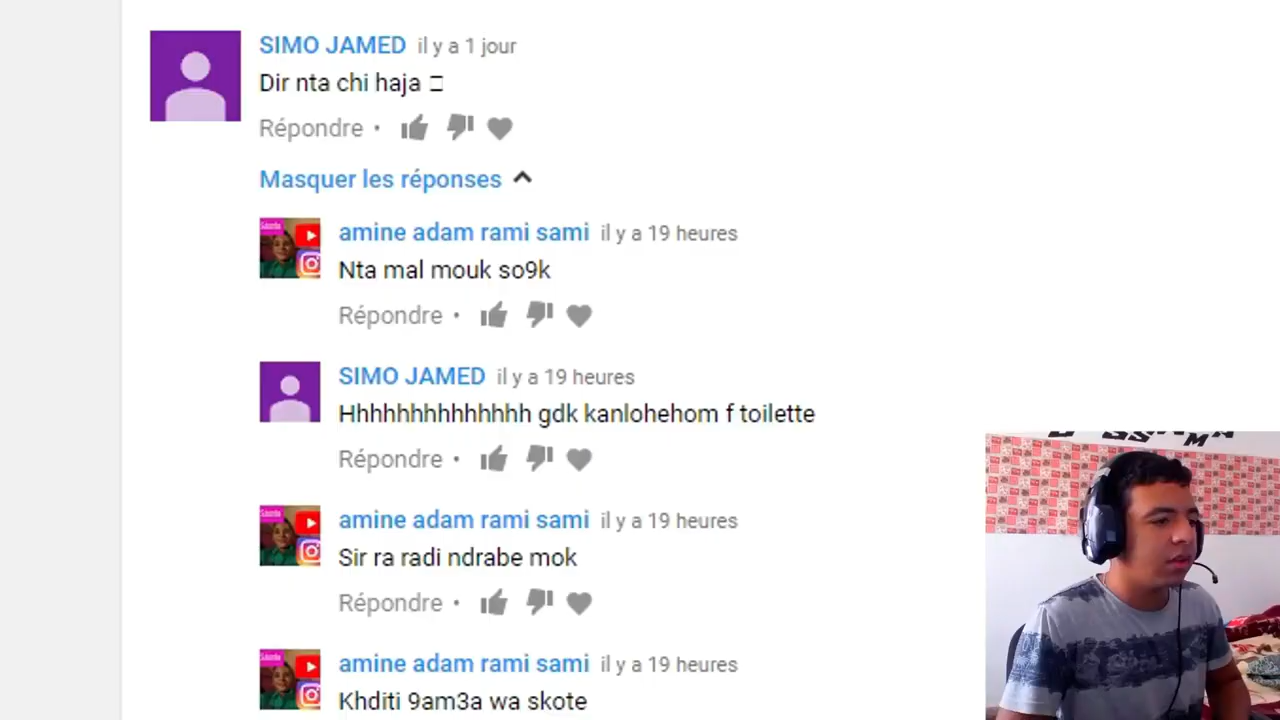 SIMO JAMED il y a 1 jour
Dir nta chi haja
Répondre •
Masquer les réponses
amine adam rami sami il y a 19 heures
Nta mal mouk so9k
Répondre •
SIMO JAMED il y a 19 heures
Hhhhhhhhhhhhhh gdk kanlohehom f toilette
Répondre •
amine adam rami sami il y a 19 heures
Sir ra radi ndrabe mok
Répondre •
amine adam rami sami il y a 19 heures
Khditi 9am3a wa skote